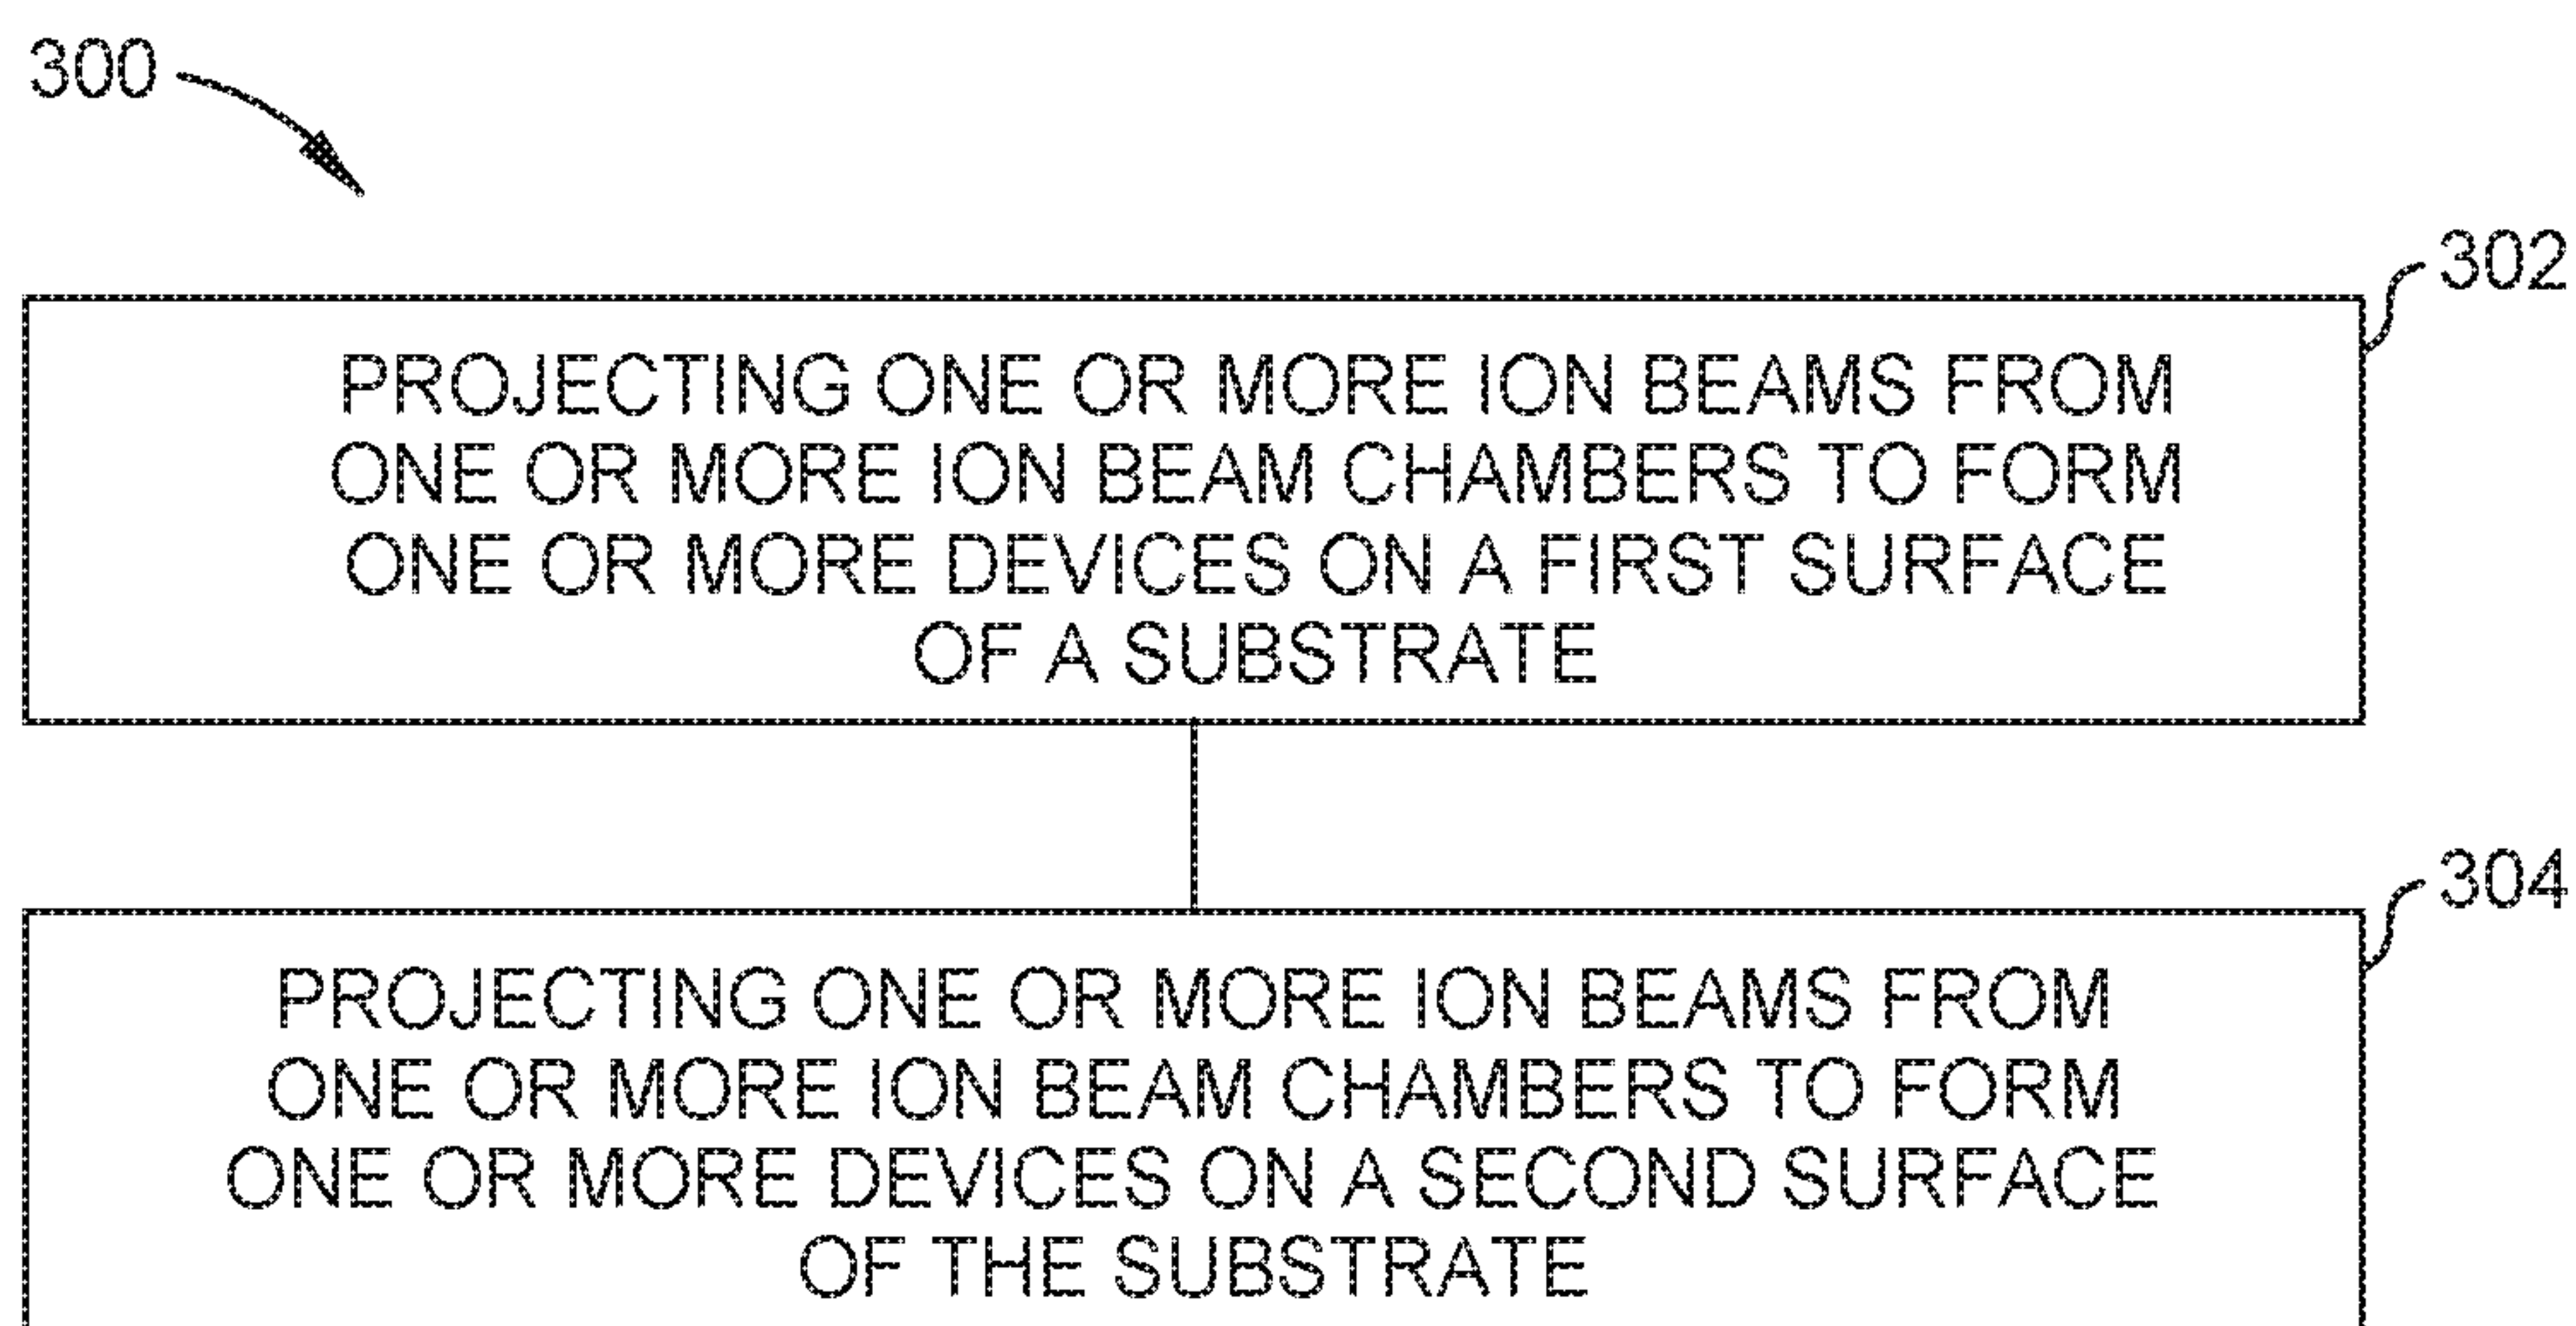 300
302
PROJECTING ONE OR MORE ION BEAMS FROM
ONE OR MORE ION BEAM CHAMBERS TO FORM
ONE OR MORE DEVICES ON A FIRST SURFACE
OF A SUBSTRATE
304
PROJECTING ONE OR MORE ION BEAMS FROM
ONE OR MORE ION BEAM CHAMBERS TO FORM
ONE OR MORE DEVICES ON A SECOND SURFACE
OF THE SUBSTRATE